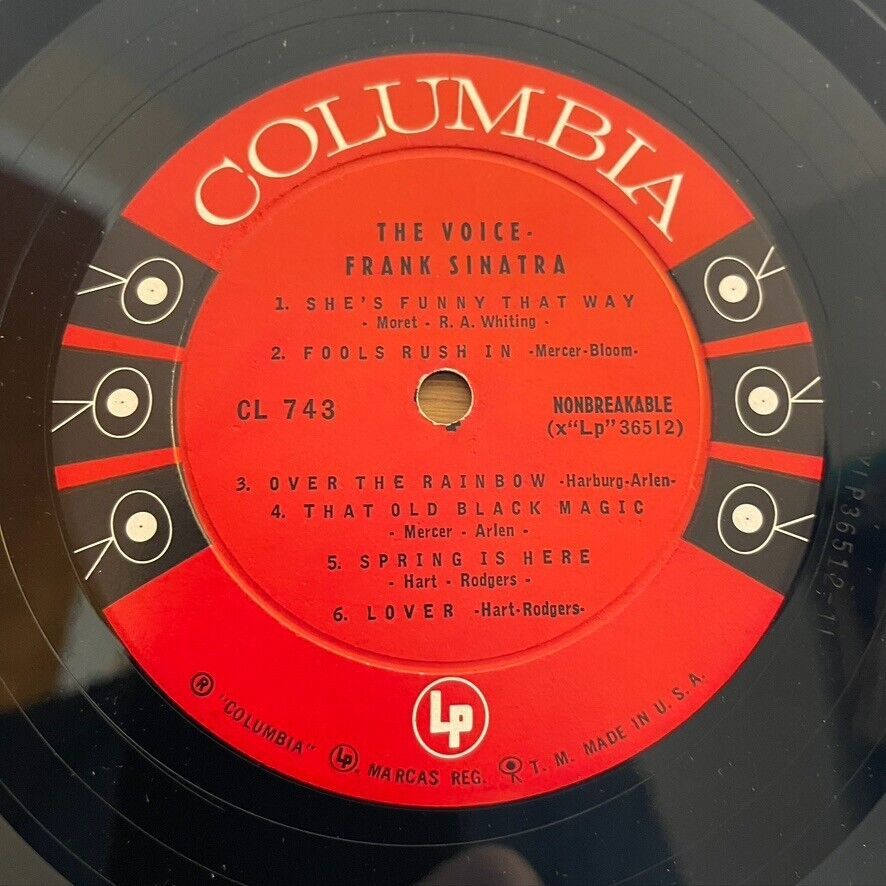 COLUMBIA
THE VOICE-
FRANK SINATRA
1. SHE'S FUNNY THAT WAY
- Moret - R. A. Whiting -
2. FOOLS RUSH IN -Mercer-Bloom-
CL 743
NONBREAKABLE
(x"Lp"36512)
3. OVER THE RAINBOW -Harburg-Arlen-
4. THAT OLD BLACK MAGIC
- Mercer - Arlen -
5. SPRING IS HERE
- Hart - Rodgers -
6. LOVER -Hart-Rodgers-
Lp
® "COLUMBIA" Lp. MARCAS REG. T. M. MADE IN U. S. A.